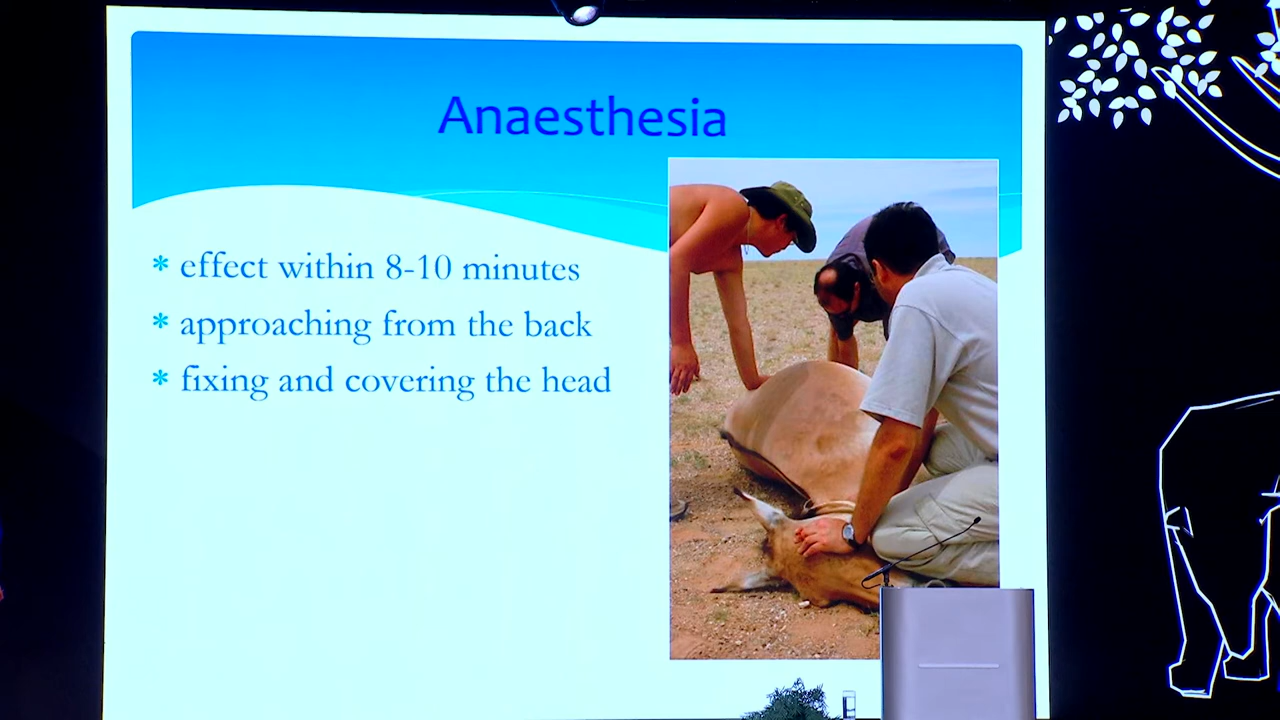 Anaesthesia
* effect within 8-10 minutes
* approaching from the back
* fixing and covering the head